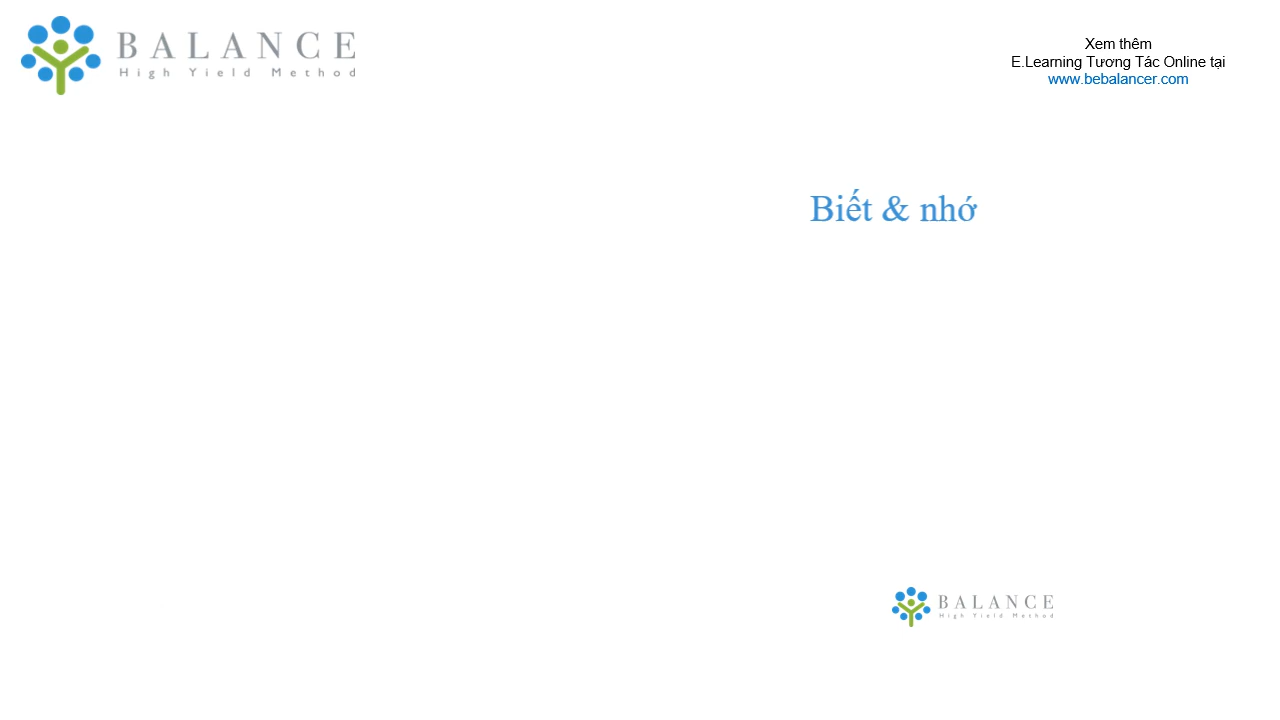 BALANCE
High Yield Method
Xem thêm
E.Learning Tương Tác Online tại
www.bebalancer.com
Biết & nhớ
BALANCE
High Yield Method